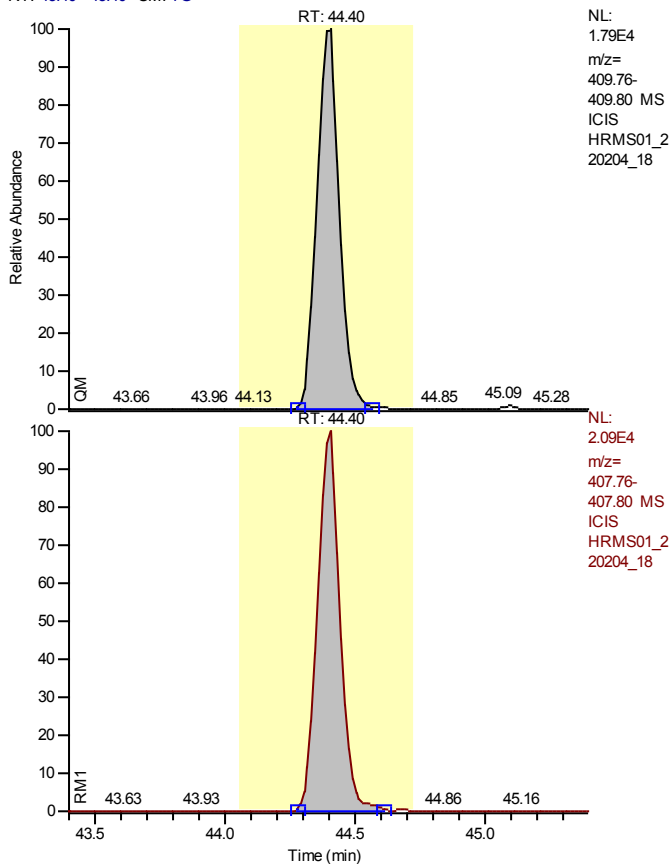 RT: 44.40
NL:
1.79E4
m/z=
409.76-
409.80 MS
ICIS
HRMS01_2
20204_18
100
90
80
70
60
50
40
30
20
10
0
Relative Abundance
QM
43.66 43.96 44.13 44.85 45.09 45.28
RT: 44.40
NL:
2.09E4
m/z=
407.76-
407.80 MS
ICIS
HRMS01_2
20204_18
100
90
80
70
60
50
40
30
20
10
0
RM1
43.63 43.93 44.86 45.16
43.5 44.0 44.5 45.0
Time (min)